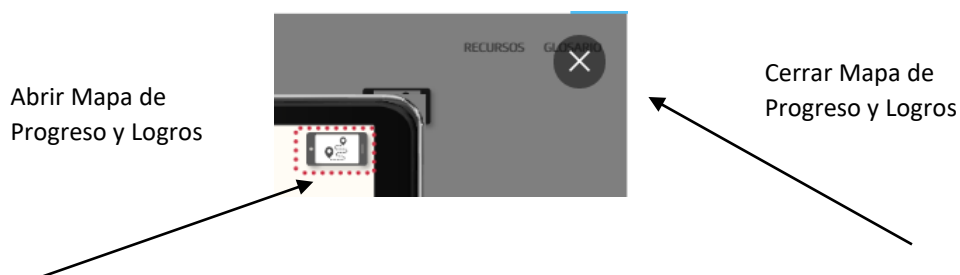 RECURSOS GLOSARIO
Abrir Mapa de
Progreso y Logros
Cerrar Mapa de
Progreso y Logros